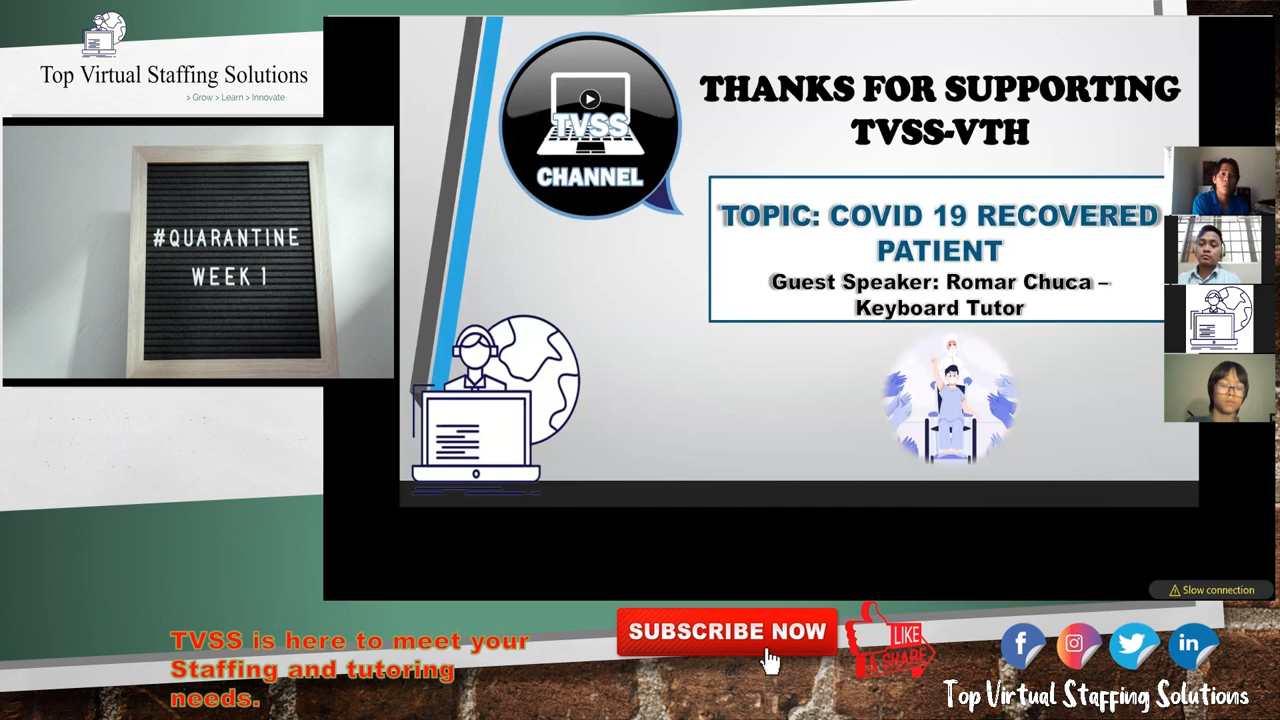 Top Virtual Staffing Solutions
> Grow > Learn > Innovate
#QUARANTINE
WEEK 1
TVSS
CHANNEL
THANKS FOR SUPPORTING
TVSS-VTH
TOPIC: COVID 19 RECOVERED
PATIENT
Guest Speaker: Romar Chuca –
Keyboard Tutor
Slow connection
TVSS is here to meet your
Staffing and tutoring
needs.
SUBSCRIBE NOW
LIKE
& SHARE
f
in
Top Virtual Staffing Solutions